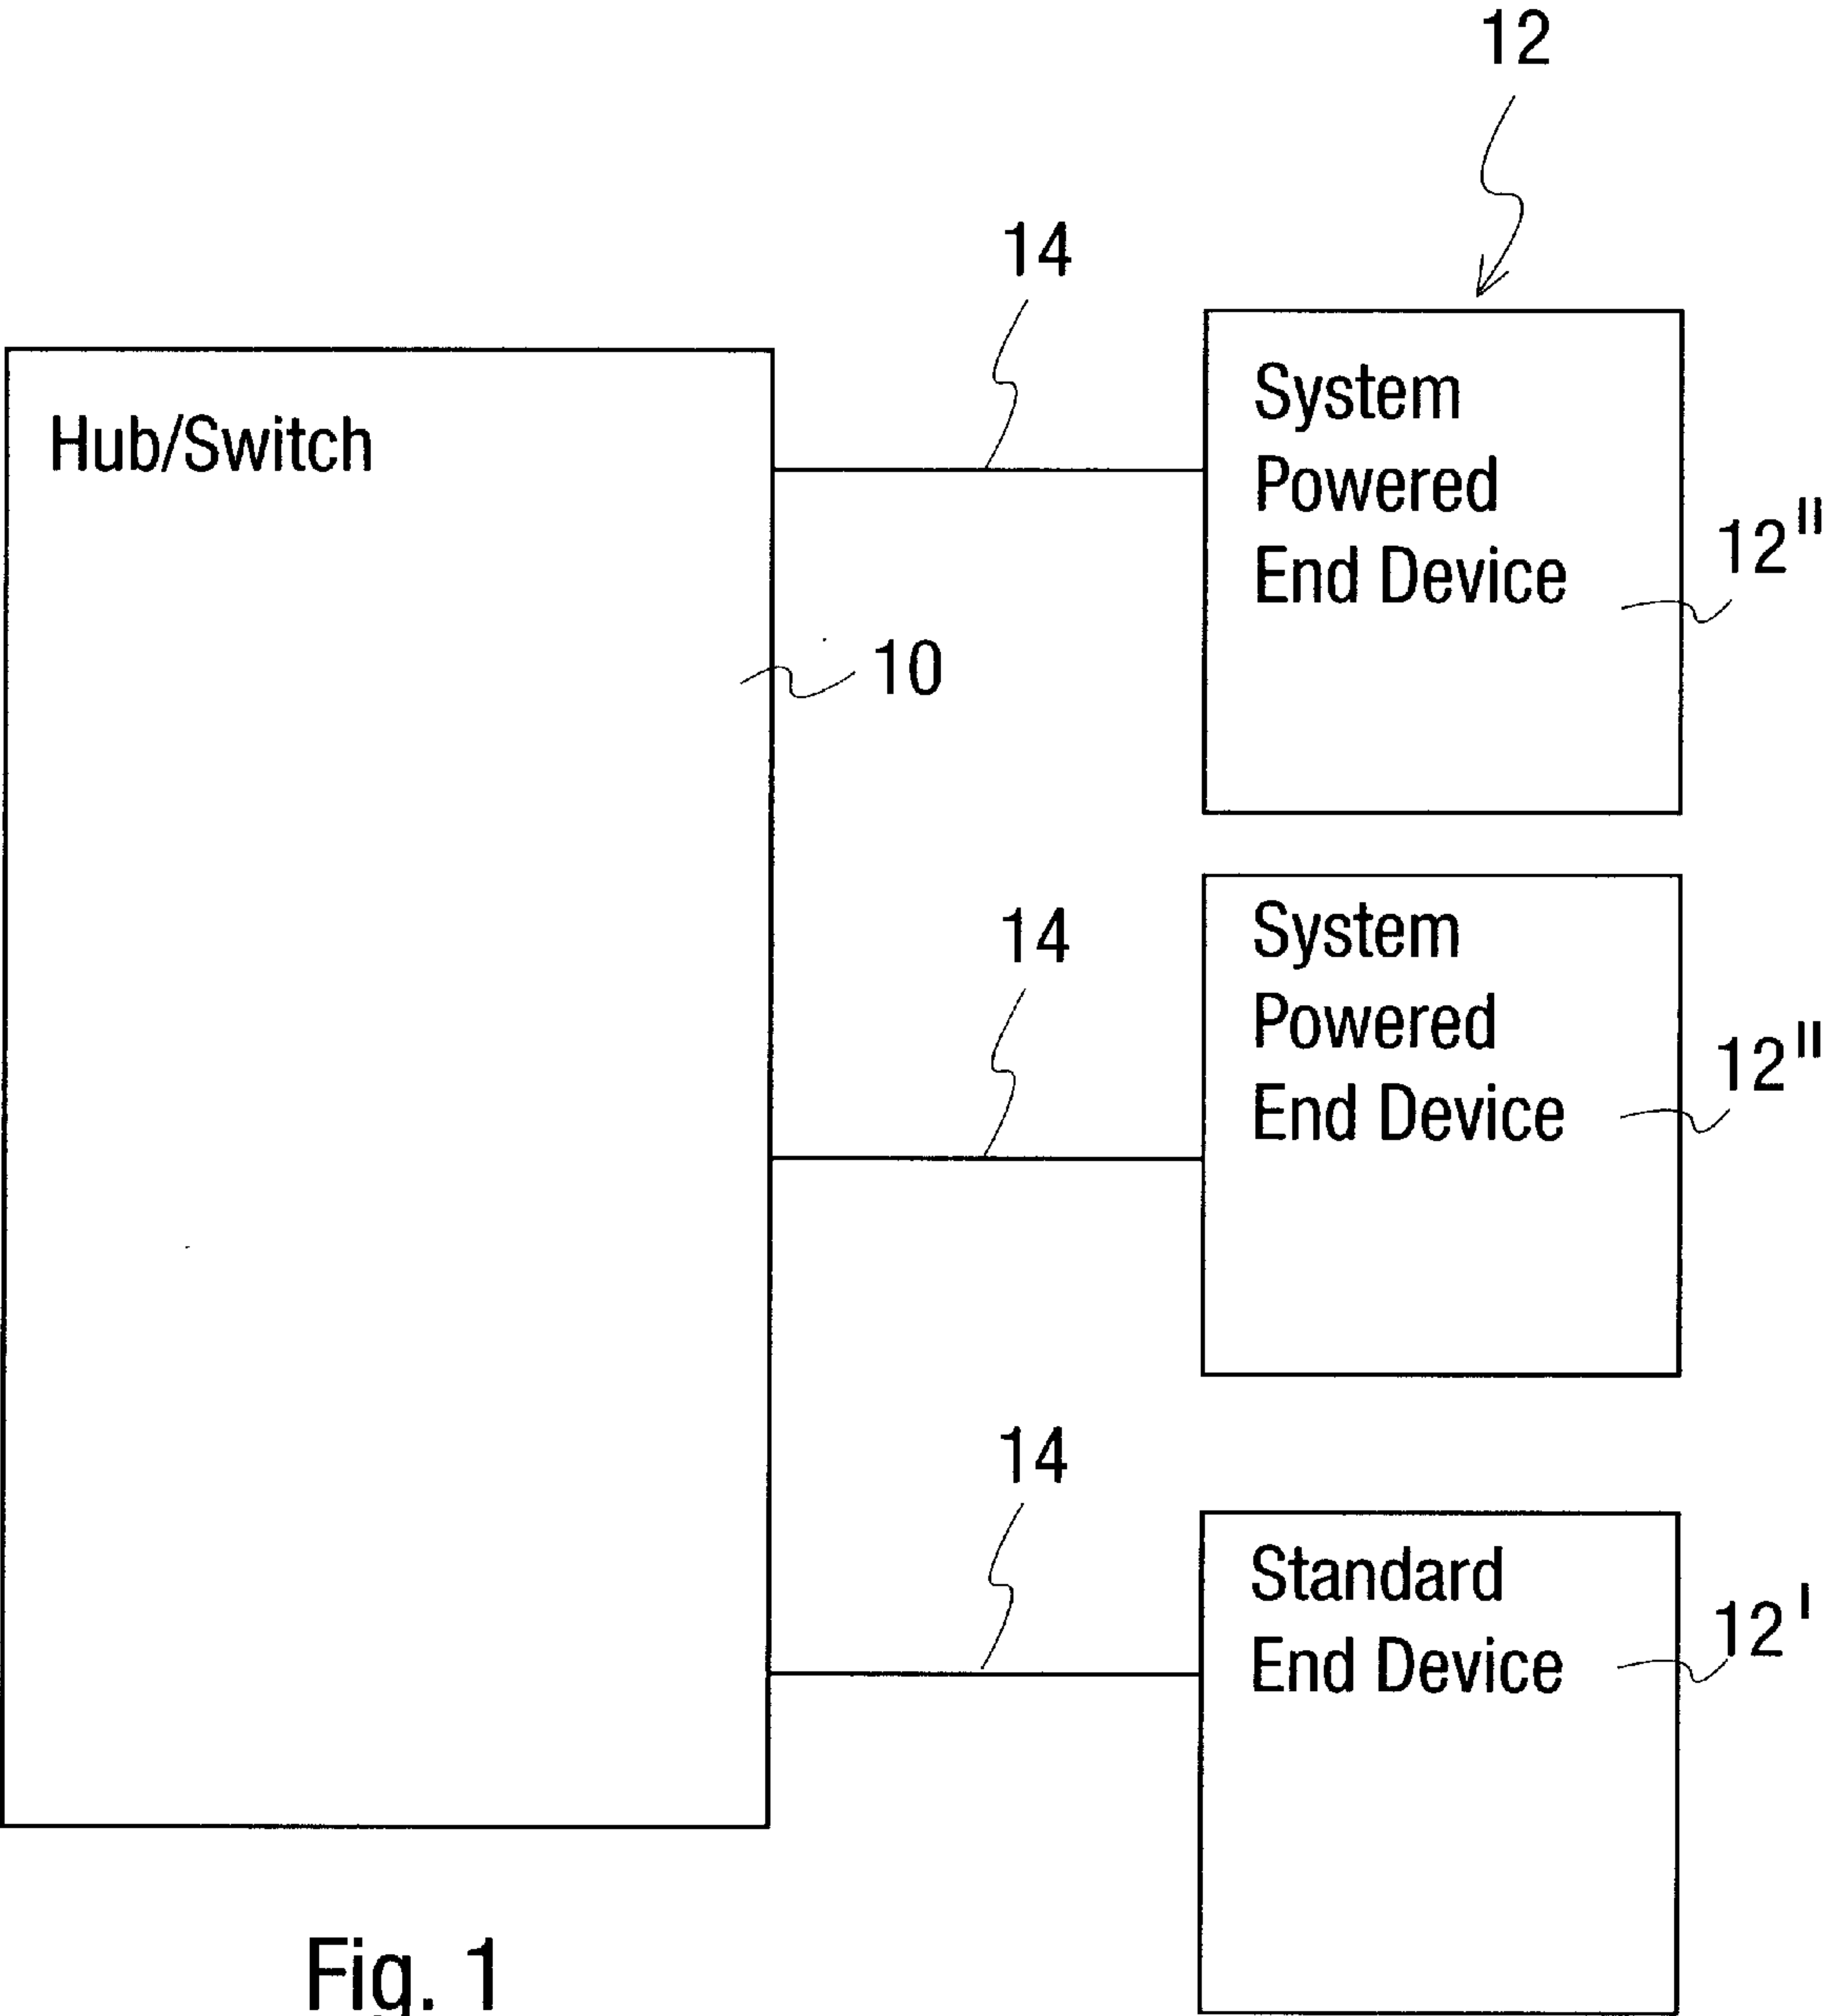 12
14
Hub/Switch
System
Powered
End Device
12"
10
14
System
Powered
End Device
12"
14
Standard
End Device
12'
Fig. 1